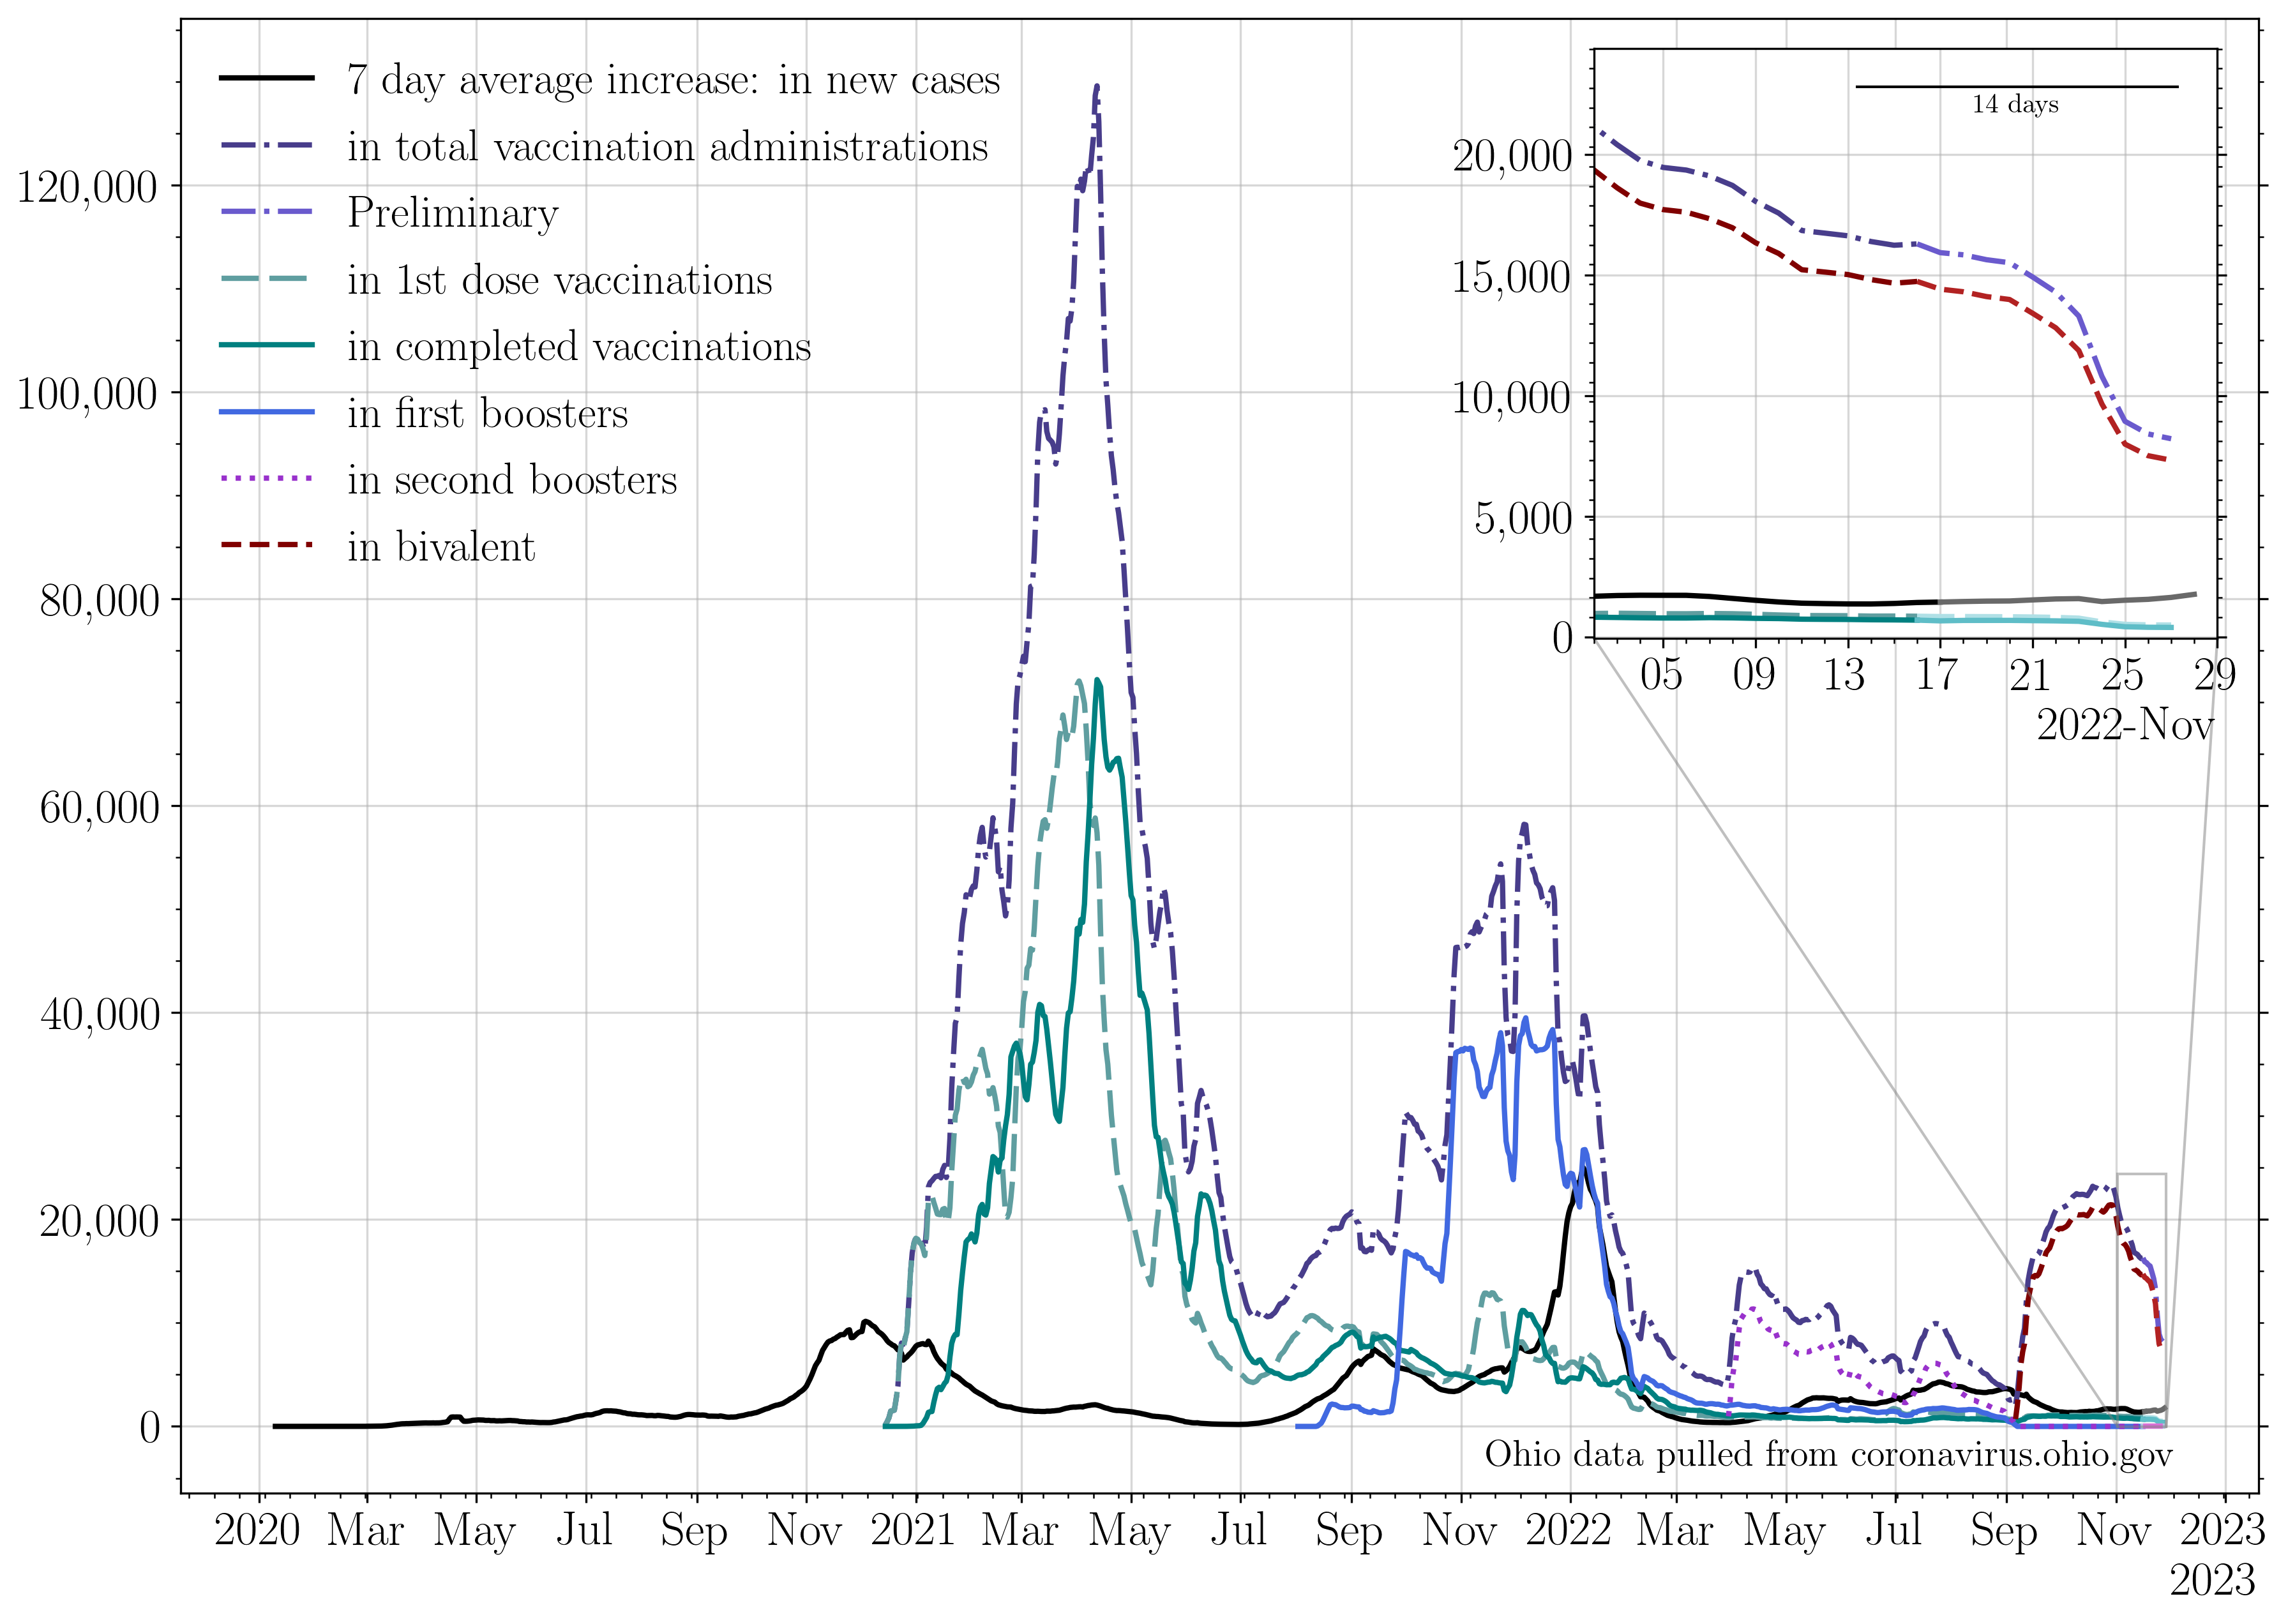 7 day average increase: in new cases
in total vaccination administrations
Preliminary
in 1st dose vaccinations
in completed vaccinations
in first boosters
in second boosters
in bivalent
120,000
100,000
80,000
60,000
40,000
20,000
0
14 days
20,000
15,000
10,000
5,000
0
05 09 13 17 21 25 29
2022-Nov
Ohio data pulled from coronavirus.ohio.gov
2020 Mar May Jul Sep Nov 2021 Mar May Jul Sep Nov 2022 Mar May Jul Sep Nov 2023
2023